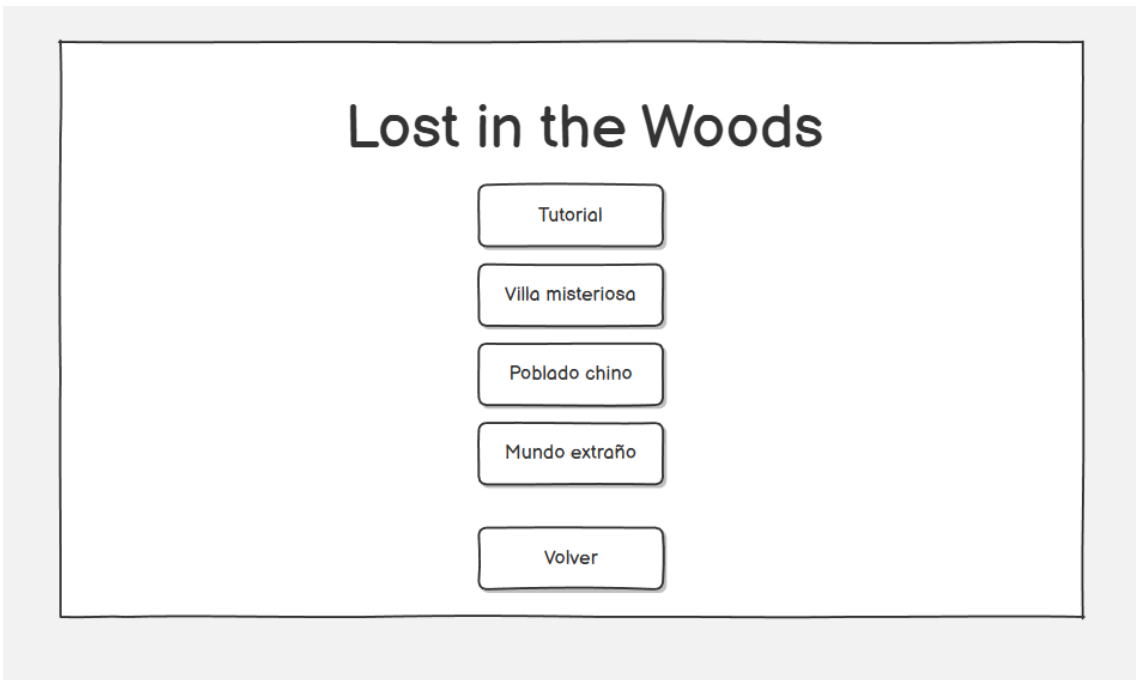 Lost in the Woods
Tutorial
Villa misteriosa
Poblado chino
Mundo extraño
Volver